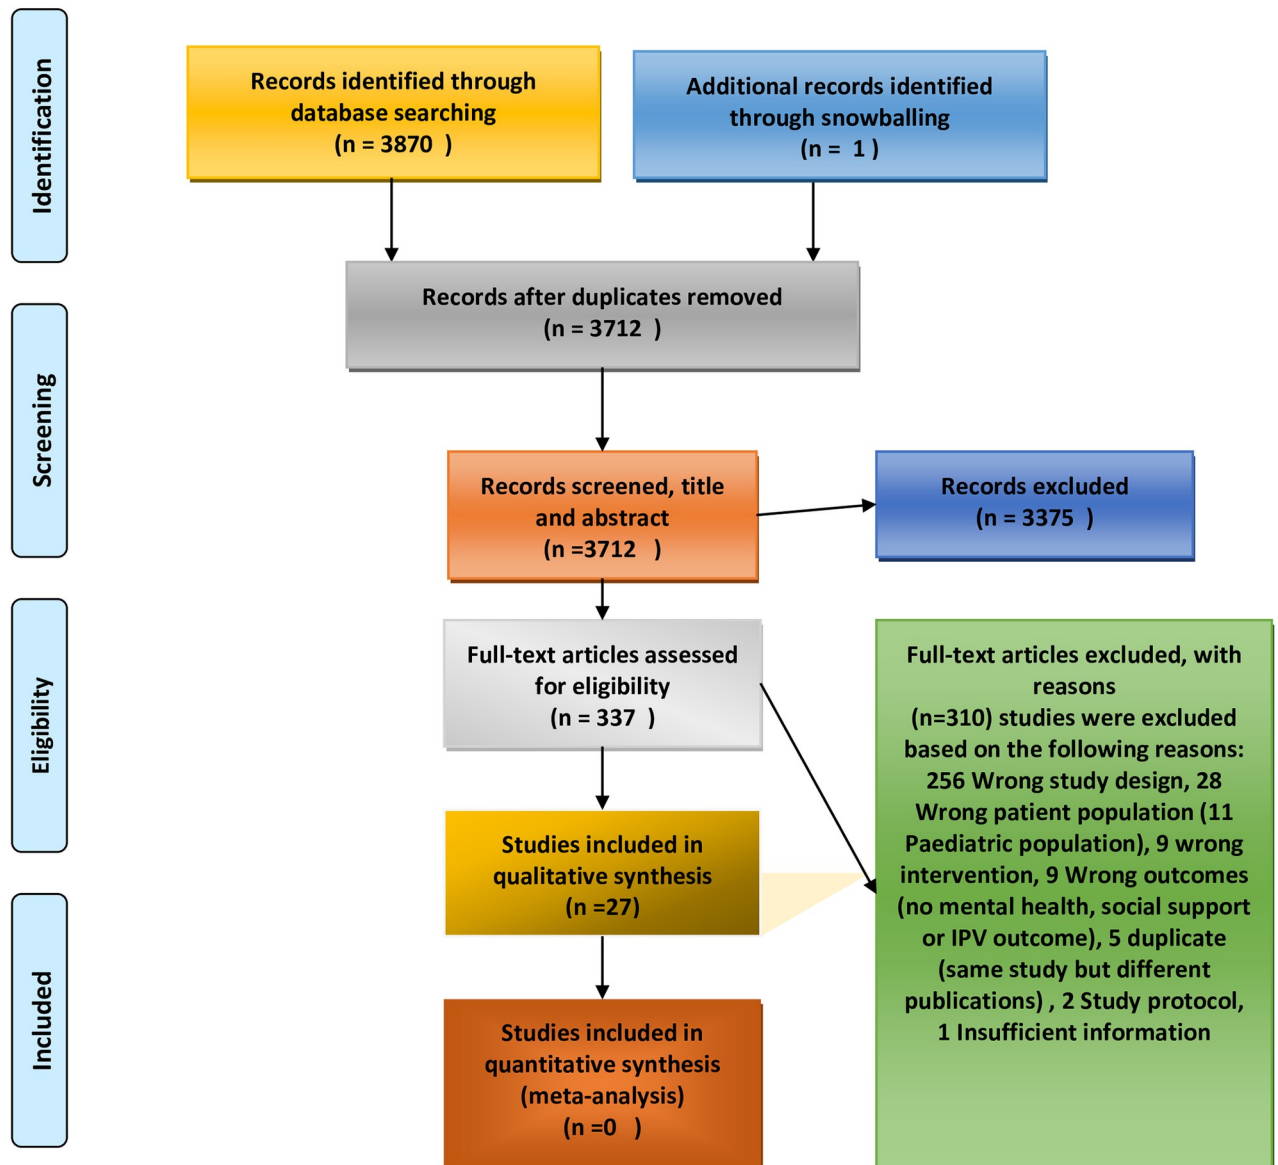 Identification
Records identified through
database searching
(n = 3870  )
Additional records identified
through snowballing
(n =  1 )
Records after duplicates removed
(n = 3712  )
Screening
Records screened, title
and abstract
(n =3712   )
Records excluded
(n = 3375  )
Eligibility
Full-text articles assessed
for eligibility
(n = 337  )
Full-text articles excluded, with
reasons
(n=310) studies were excluded
based on the following reasons:
256 Wrong study design, 28
Wrong patient population (11
Paediatric population), 9 wrong
intervention, 9 Wrong outcomes
(no mental health, social support
or IPV outcome), 5 duplicate
(same study but different
publications) , 2 Study protocol,
1 Insufficient information
Studies included in
qualitative synthesis
(n =27)
Included
Studies included in
quantitative synthesis
(meta-analysis)
(n =0   )